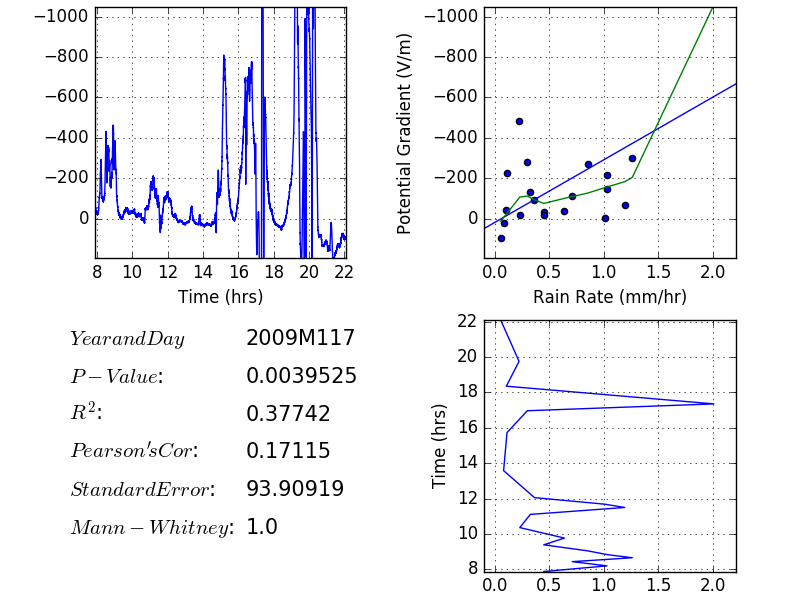 −1000
−800
−600
−400
−200
0
8 10 12 14 16 18 20 22
Time (hrs)
Potential Gradient (V/m)
−1000
−800
−600
−400
−200
0
0.0 0.5 1.0 1.5 2.0
Rain Rate (mm/hr)
YearandDay 2009M117
P − Value: 0.0039525
R²: 0.37742
Pearson'sCor: 0.17115
StandardError: 93.90919
Mann − Whitney: 1.0
Time (hrs)
22
20
18
16
14
12
10
8
0.0 0.5 1.0 1.5 2.0